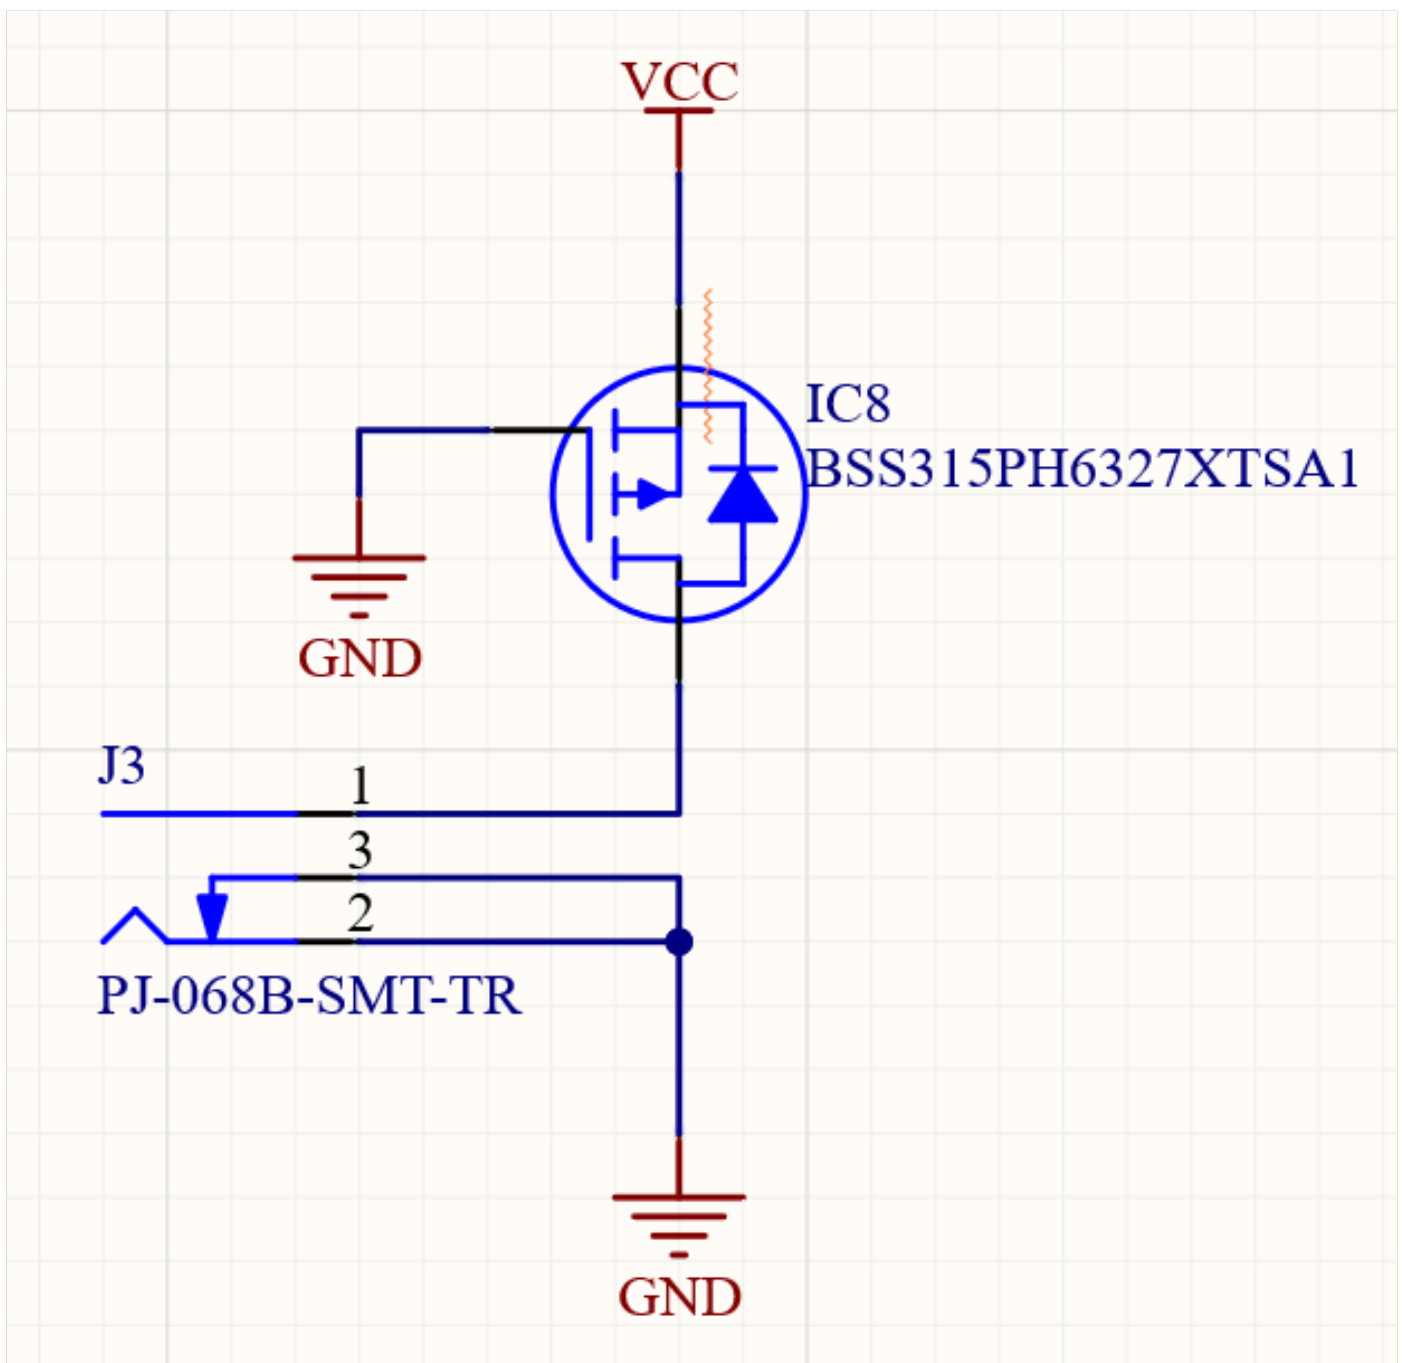 VCC
IC8
BSS315PH6327XTSA1
GND
J3
1
3
2
PJ-068B-SMT-TR
GND